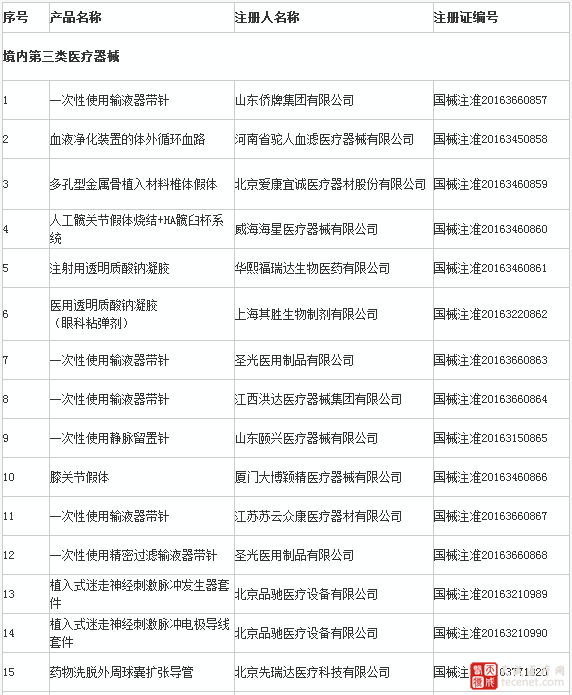 序号 产品名称 注册人名称 注册证编号
境内第三类医疗器械
1 一次性使用输液器带针 山东侨牌集团有限公司 国械注准20163660857
2 血液净化装置的体外循环血路 河南省驼人血滤医疗器械有限公司 国械注准20163450858
3 多孔型金属骨植入材料椎体假体 北京爱康宜诚医疗器材股份有限公司 国械注准20163460859
4 人工髋关节假体烧结+HA髋臼杯系
统 威海海星医疗器械有限公司 国械注准20163460860
5 注射用透明质酸钠凝胶 华熙福瑞达生物医药有限公司 国械注准20163460861
6 医用透明质酸钠凝胶
（眼科粘弹剂） 上海其胜生物制剂有限公司 国械注准20163220862
7 一次性使用输液器带针 圣光医用制品有限公司 国械注准20163660863
8 一次性使用输液器带针 江西洪达医疗器械集团有限公司 国械注准20163660864
9 一次性使用静脉留置针 山东颐兴医疗器械有限公司 国械注准20163150865
10 膝关节假体 厦门大博颖精医疗器械有限公司 国械注准20163460866
11 一次性使用输液器带针 江苏苏云众康医疗器材有限公司 国械注准20163660867
12 一次性使用精密过滤输液器带针 圣光医用制品有限公司 国械注准20163660868
13 植入式迷走神经刺激脉冲发生器套
件 北京品驰医疗设备有限公司 国械注准20163210989
14 植入式迷走神经刺激脉冲电极导线
套件 北京品驰医疗设备有限公司 国械注准20163210990
15 药物洗脱外周球囊扩张导管 北京先瑞达医疗科技有限公司 国械注